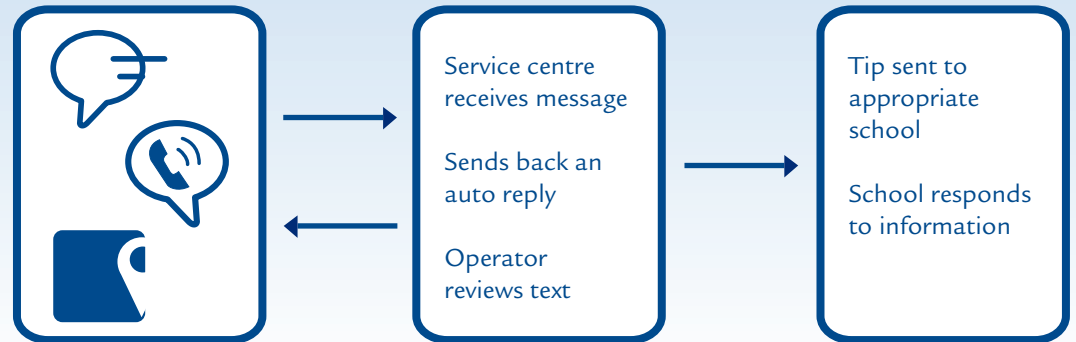 Service centre
receives message
Sends back an
auto reply
Operator
reviews text
Tip sent to
appropriate
school
School responds
to information